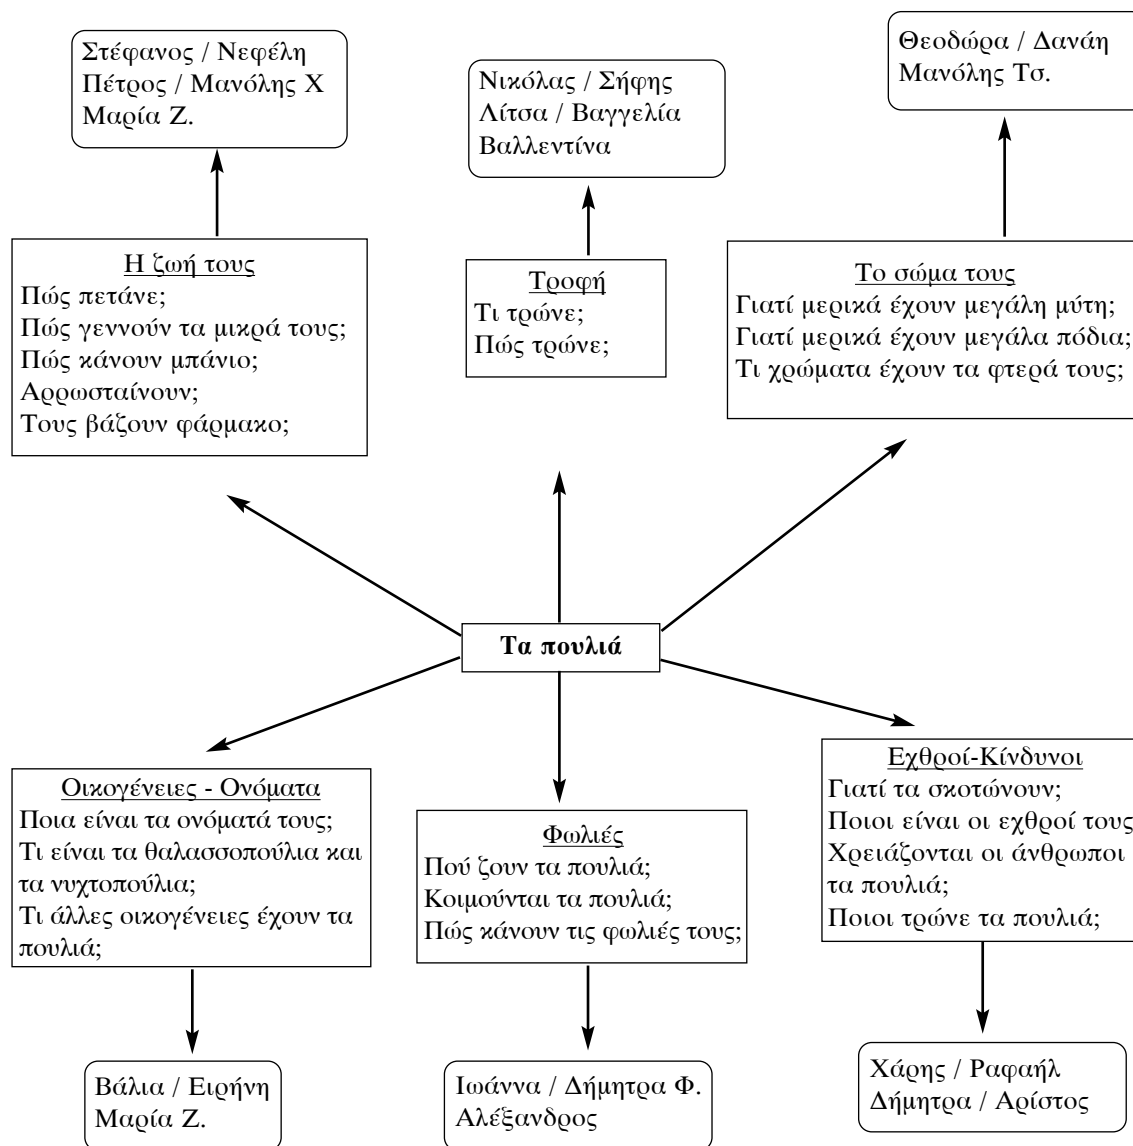 Στέφανος / Νεφέλη
Πέτρος / Μανόλης Χ
Μαρία Ζ.
Νικόλας / Σήφης
Λίτσα / Βαγγελία
Βαλλεντίνα
Θεοδώρα / Δανάη
Μανόλης Τσ.
Η ζωή τους
Πώς πετάνε;
Πώς γεννούν τα μικρά τους;
Πώς κάνουν μπάνιο;
Αρρωσταίνουν;
Τους βάζουν φάρμακο;
Τροφή
Τι τρώνε;
Πώς τρώνε;
Το σώμα τους
Γιατί μερικά έχουν μεγάλη μύτη;
Γιατί μερικά έχουν μεγάλα πόδια;
Τι χρώματα έχουν τα φτερά τους;
Τα πουλιά
Οικογένειες - Ονόματα
Ποια είναι τα ονόματά τους;
Τι είναι τα θαλασσοπούλια και
τα νυχτοπούλια;
Τι άλλες οικογένειες έχουν τα
πουλιά;
Φωλιές
Πού ζουν τα πουλιά;
Κοιμούνται τα πουλιά;
Πώς κάνουν τις φωλιές τους;
Εχθροί-Κίνδυνοι
Γιατί τα σκοτώνουν;
Ποιοι είναι οι εχθροί τους
Χρειάζονται οι άνθρωποι
τα πουλιά;
Ποιοι τρώνε τα πουλιά;
Βάλια / Ειρήνη
Μαρία Ζ.
Ιωάννα / Δήμητρα Φ.
Αλέξανδρος
Χάρης / Ραφαήλ
Δήμητρα / Αρίστος